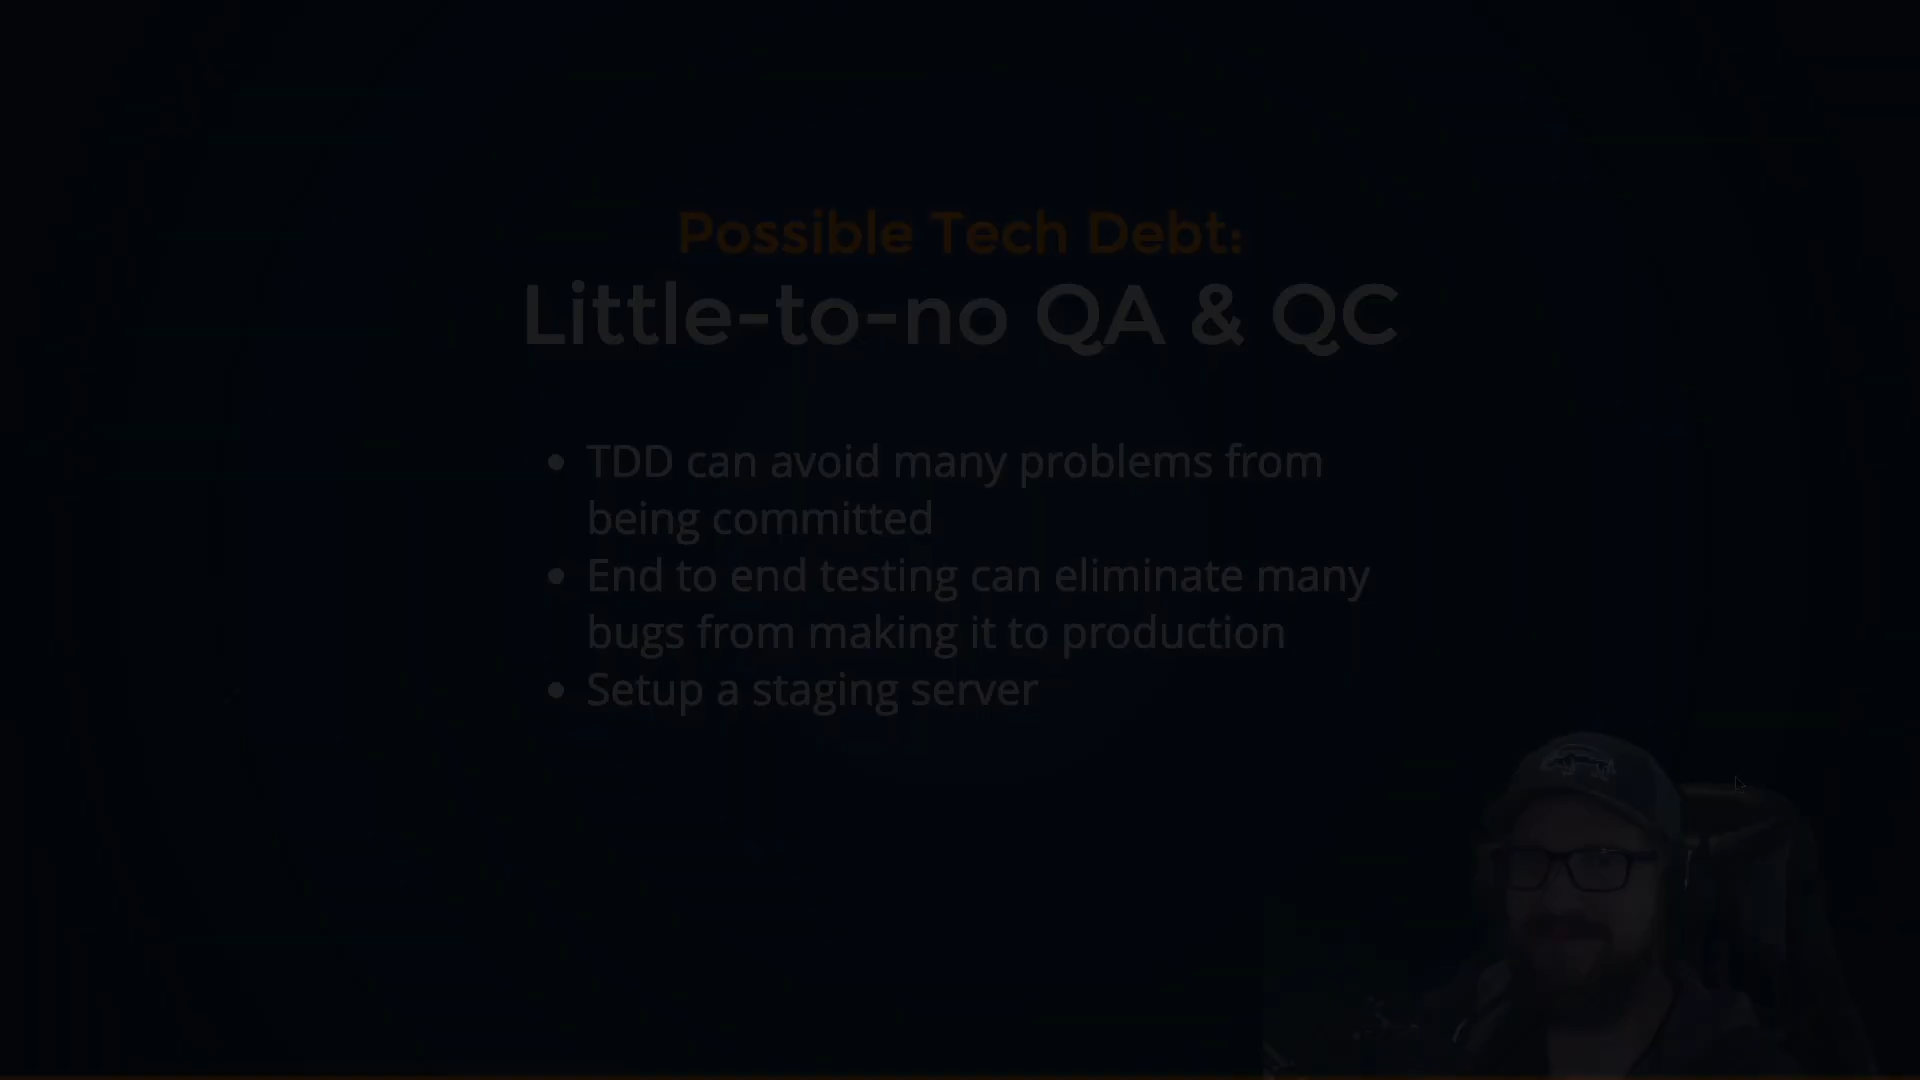 Possible Tech Debt:
Little-to-no QA & QC
• TDD can avoid many problems from
being committed
• End to end testing can eliminate many
bugs from making it to production
• Setup a staging server